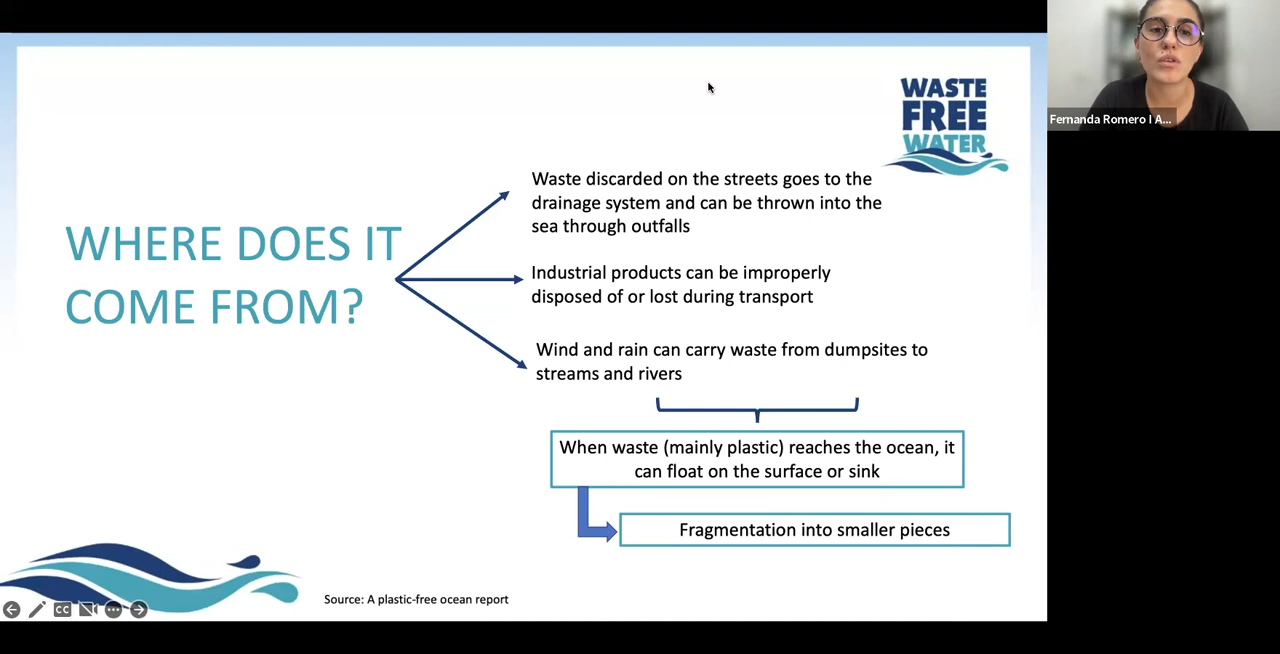 WASTE
FREE
WATER
Fernanda Romero I A...
Waste discarded on the streets goes to the
drainage system and can be thrown into the
sea through outfalls
WHERE DOES IT
COME FROM?
Industrial products can be improperly
disposed of or lost during transport
Wind and rain can carry waste from dumpsites to
streams and rivers
When waste (mainly plastic) reaches the ocean, it
can float on the surface or sink
Fragmentation into smaller pieces
Source: A plastic-free ocean report
CC